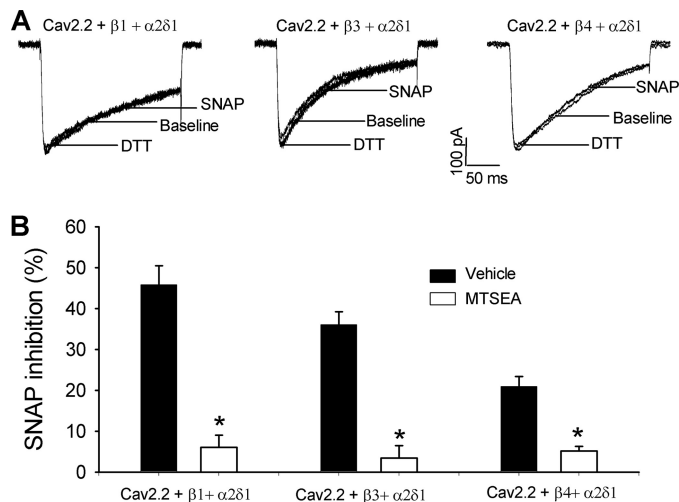 A
Cav2.2 + β1 + α2δ1
Cav2.2 + β3 + α2δ1
Cav2.2 + β4 + α2δ1
SNAP
Baseline
DTT
SNAP
Baseline
DTT
SNAP
Baseline
DTT
100 pA
50 ms
B
SNAP inhibition (%)
60
50
40
30
20
10
0
Vehicle
MTSEA
*
*
*
Cav2.2 + β1+ α2δ1
Cav2.2 + β3+ α2δ1
Cav2.2 + β4+ α2δ1